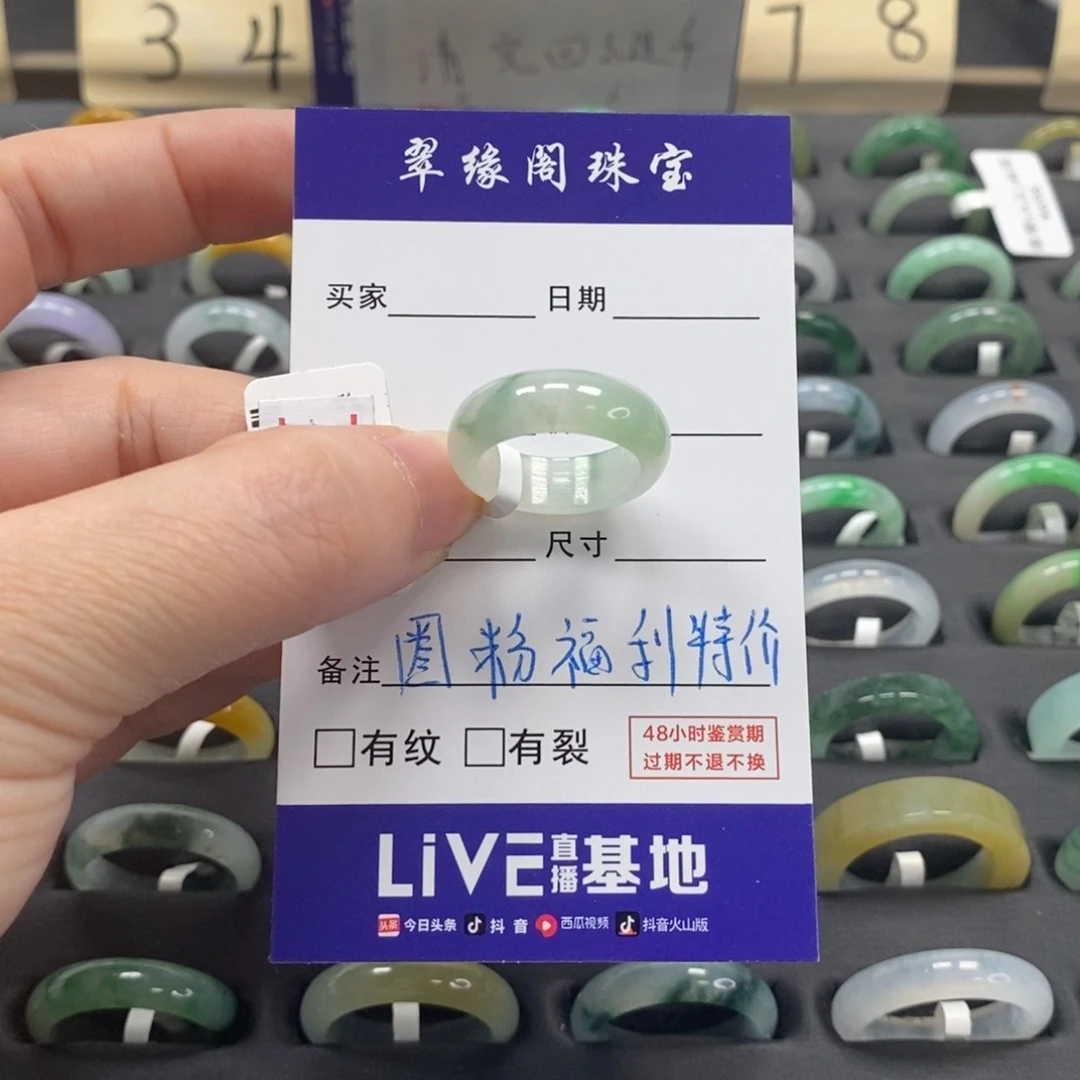 3 4
7 8
翠缘阁珠宝
买家 日期
尺寸
备注 圈粉福利特价
□有纹 □有裂
48小时鉴赏期
过期不退不换
LiVE直播基地
头条 今日头条 抖音 西瓜视频 抖音火山版